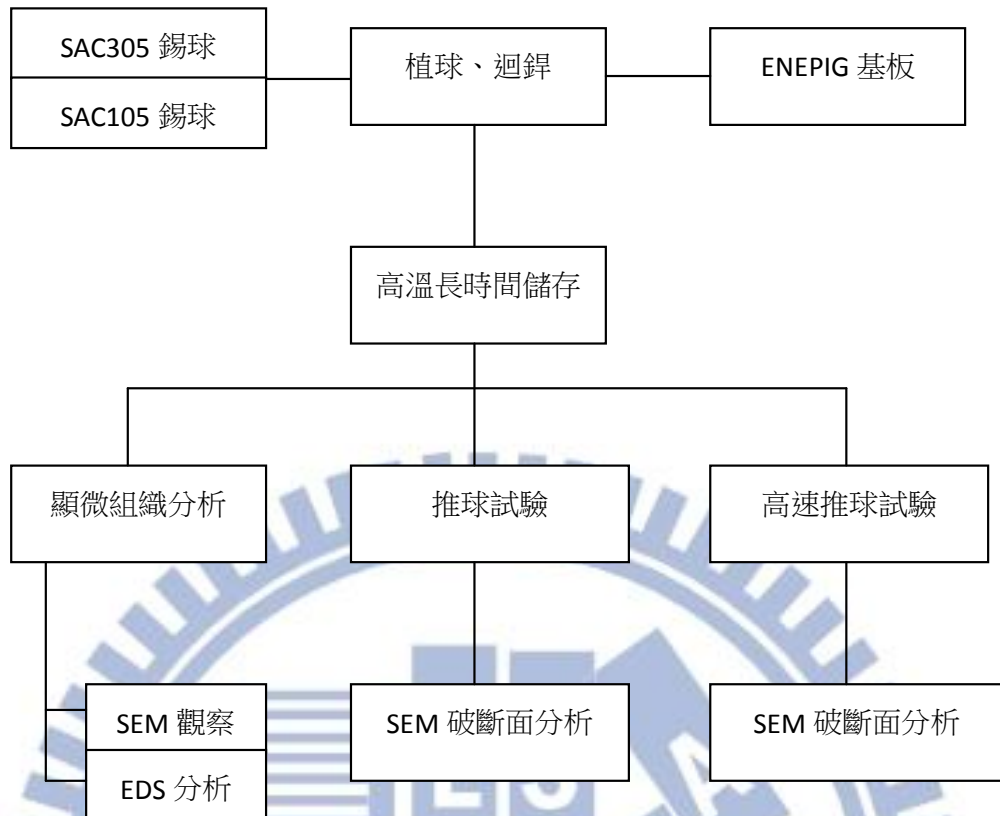 SAC305 錫球
植球、迴銲
ENEPIG 基板
SAC105 錫球
高溫長時間儲存
顯微組織分析
推球試驗
高速推球試驗
SEM 觀察
SEM 破斷面分析
SEM 破斷面分析
EDS 分析